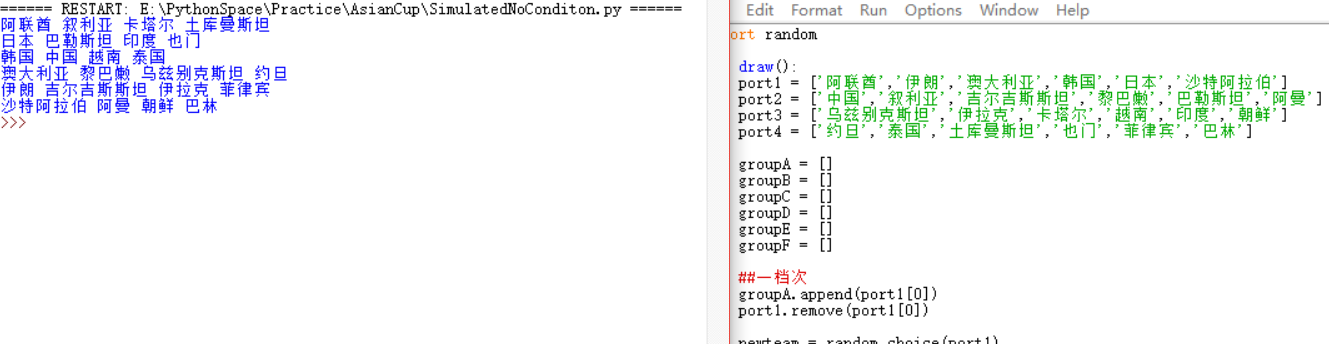 ====== RESTART: E:\PythonSpace\Practice\AsianCup\SimulatedNoConditon.py ======
阿联酋 叙利亚 卡塔尔 土库曼斯坦
日本 巴勒斯坦 印度 也门
韩国 中国 越南 泰国
澳大利亚 黎巴嫩 乌兹别克斯坦 约旦
伊朗 吉尔吉斯斯坦 伊拉克 菲律宾
沙特阿拉伯 阿曼 朝鲜 巴林
>>>
Edit Format Run Options Window Help
ort random
draw():
port1 = ['阿联酋','伊朗','澳大利亚','韩国','日本','沙特阿拉伯']
port2 = ['中国','叙利亚','吉尔吉斯斯坦','黎巴嫩','巴勒斯坦','阿曼']
port3 = ['乌兹别克斯坦','伊拉克','卡塔尔','越南','印度','朝鲜']
port4 = ['约旦','泰国','土库曼斯坦','也门','菲律宾','巴林']
groupA = []
groupB = []
groupC = []
groupD = []
groupE = []
groupF = []
##一档次
groupA.append(port1[0])
port1.remove(port1[0])
newteam = random.choice(port1)